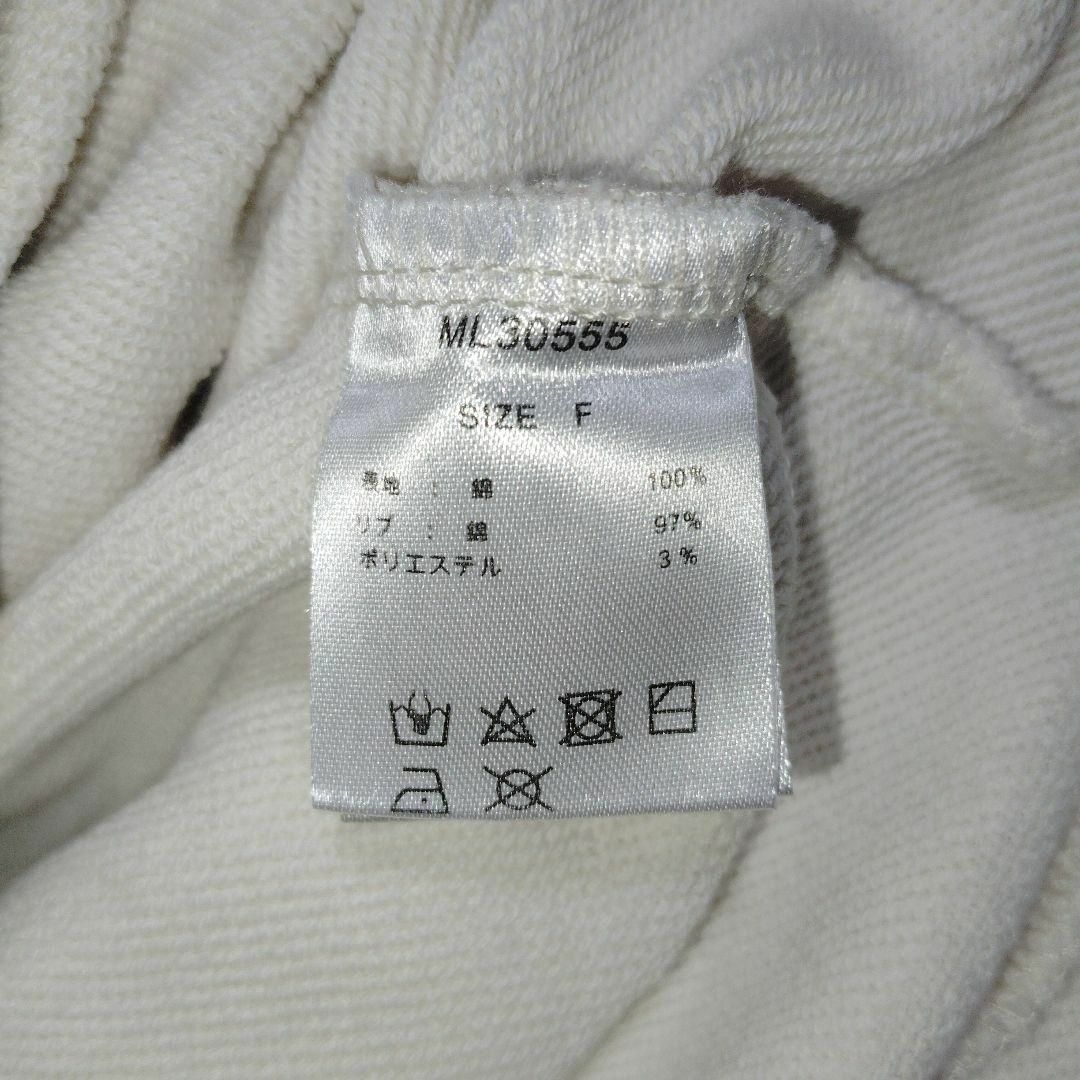 ML30555
SIZE F
表地 : 綿 100%
リブ : 綿 97%
ポリエステル 3%